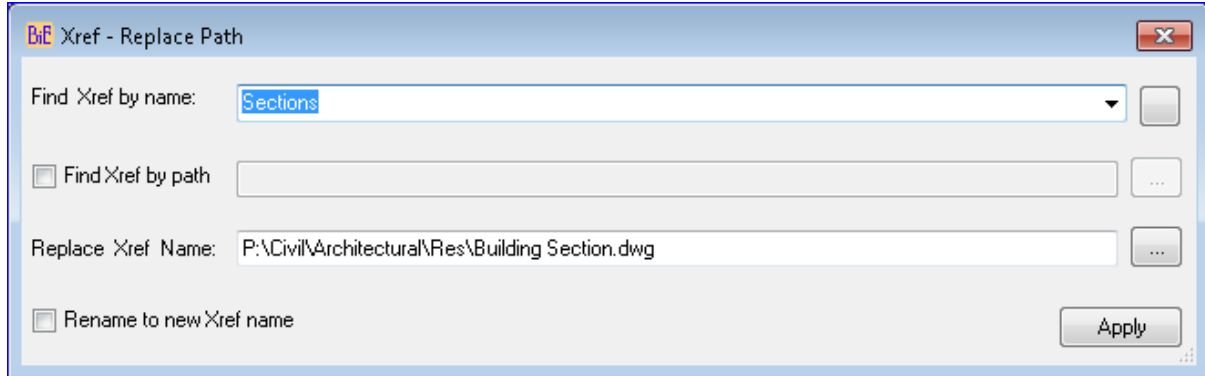 BiE Xref - Replace Path
Find Xref by name: Sections
Find Xref by path ...
Replace Xref Name: P:\Civil\Architectural\Res\Building Section.dwg ...
Rename to new Xref name
Apply